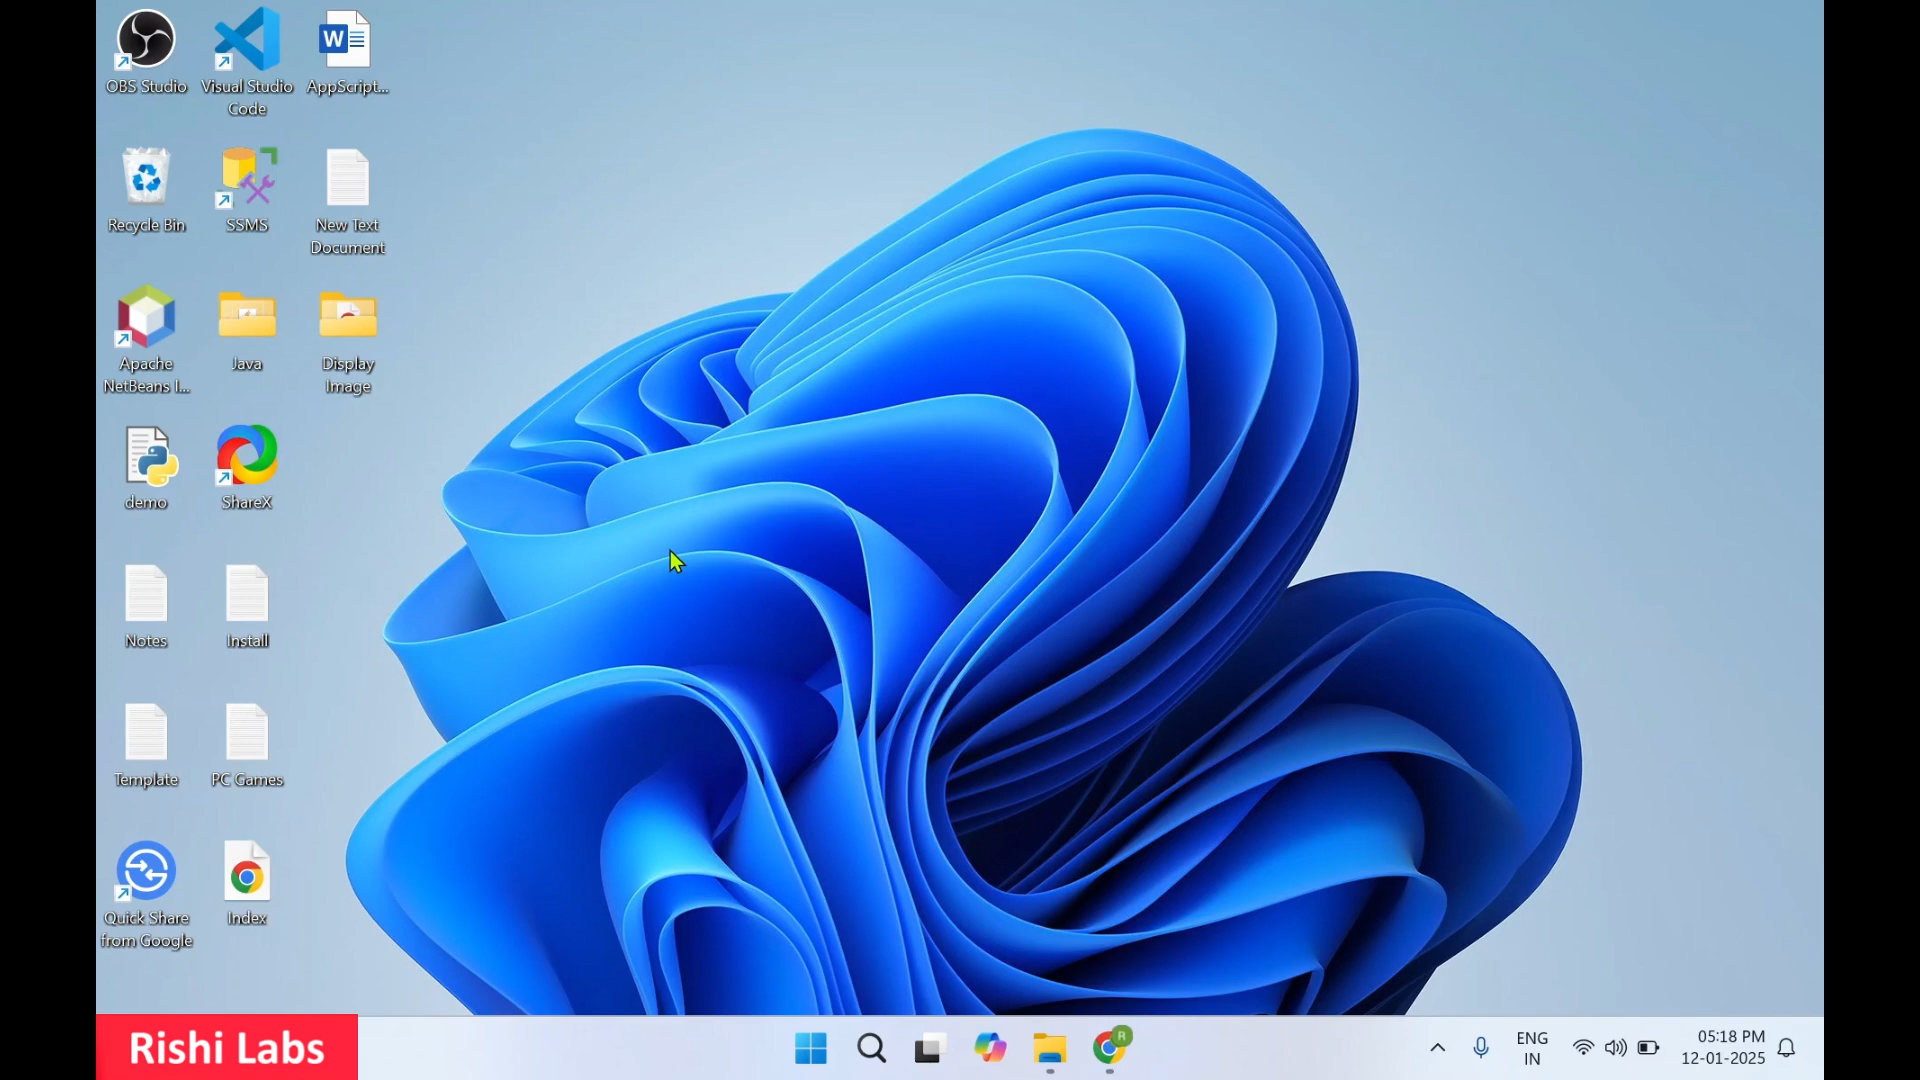 OBS Studio
Visual Studio
Code
AppScript...
Recycle Bin
SSMS
New Text
Document
Apache
NetBeans I...
Java
Display
Image
demo
ShareX
Notes
Install
Template
PC Games
Quick Share
from Google
Index
Rishi Labs
R
ENG
IN
05:18 PM
12-01-2025